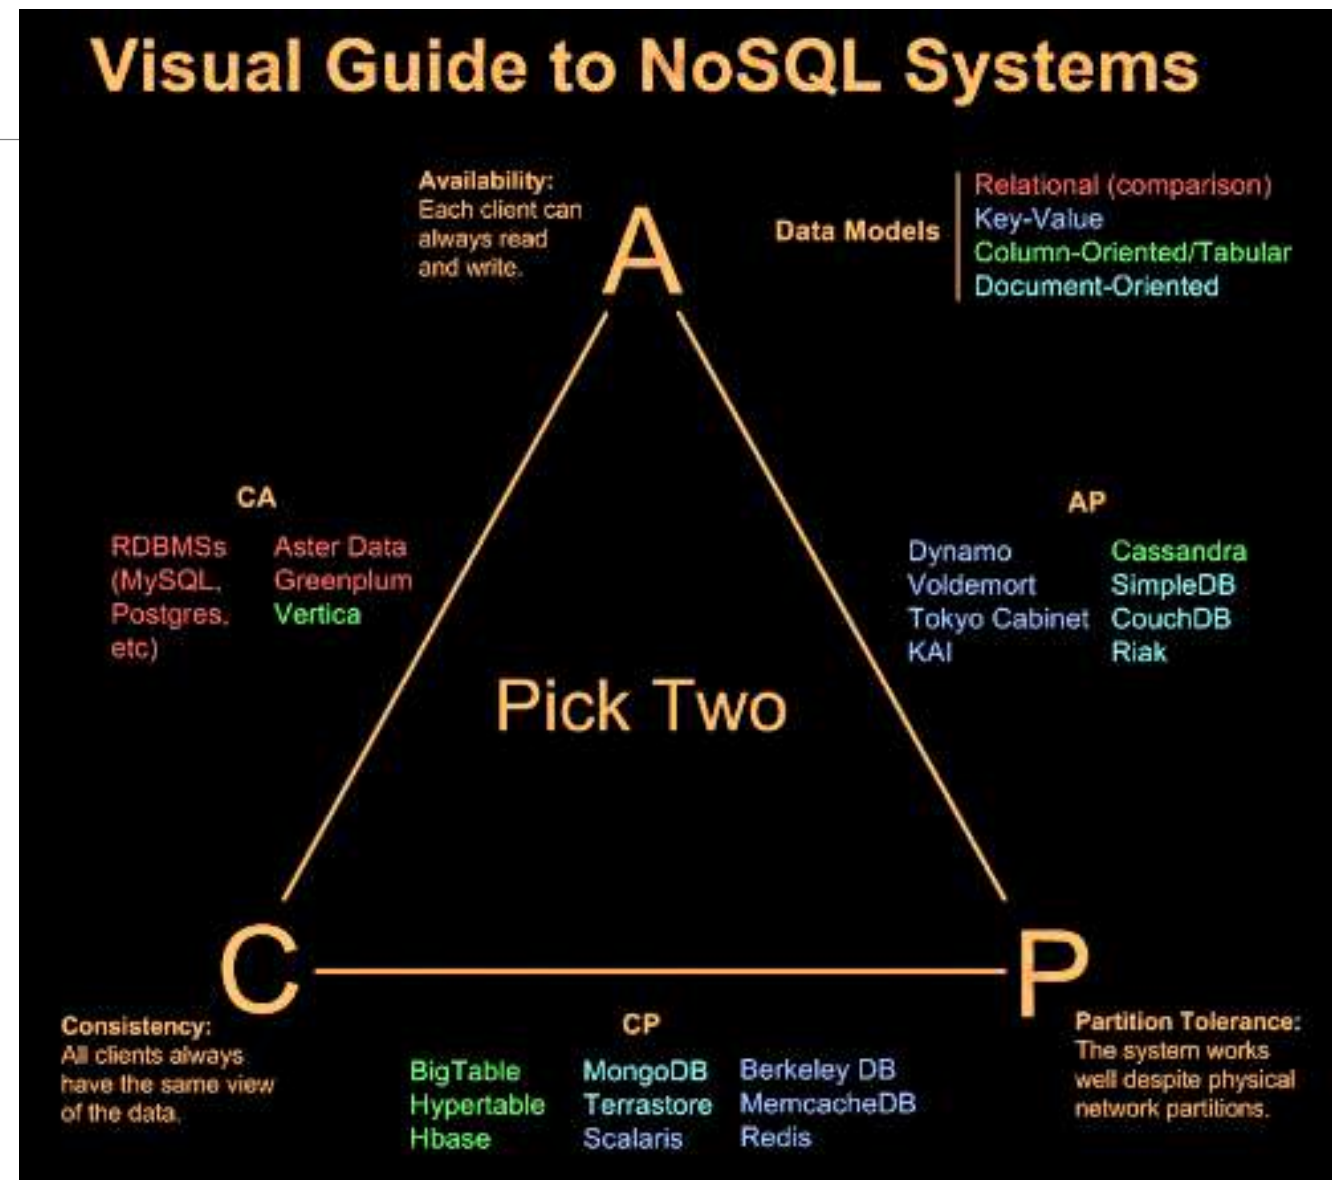 Visual Guide to NoSQL Systems
Availability:
Each client can
always read
and write.
A
Data Models
Relational (comparison)
Key-Value
Column-Oriented/Tabular
Document-Oriented
CA
RDBMSs
(MySQL,
Postgres,
etc)
Aster Data
Greenplum
Vertica
AP
Dynamo
Voldemort
Tokyo Cabinet
KAI
Cassandra
SimpleDB
CouchDB
Riak
Pick Two
C
P
Consistency:
All clients always
have the same view
of the data.
CP
BigTable
Hypertable
Hbase
MongoDB
Terrastore
Scalaris
Berkeley DB
MemcacheDB
Redis
Partition Tolerance:
The system works
well despite physical
network partitions.